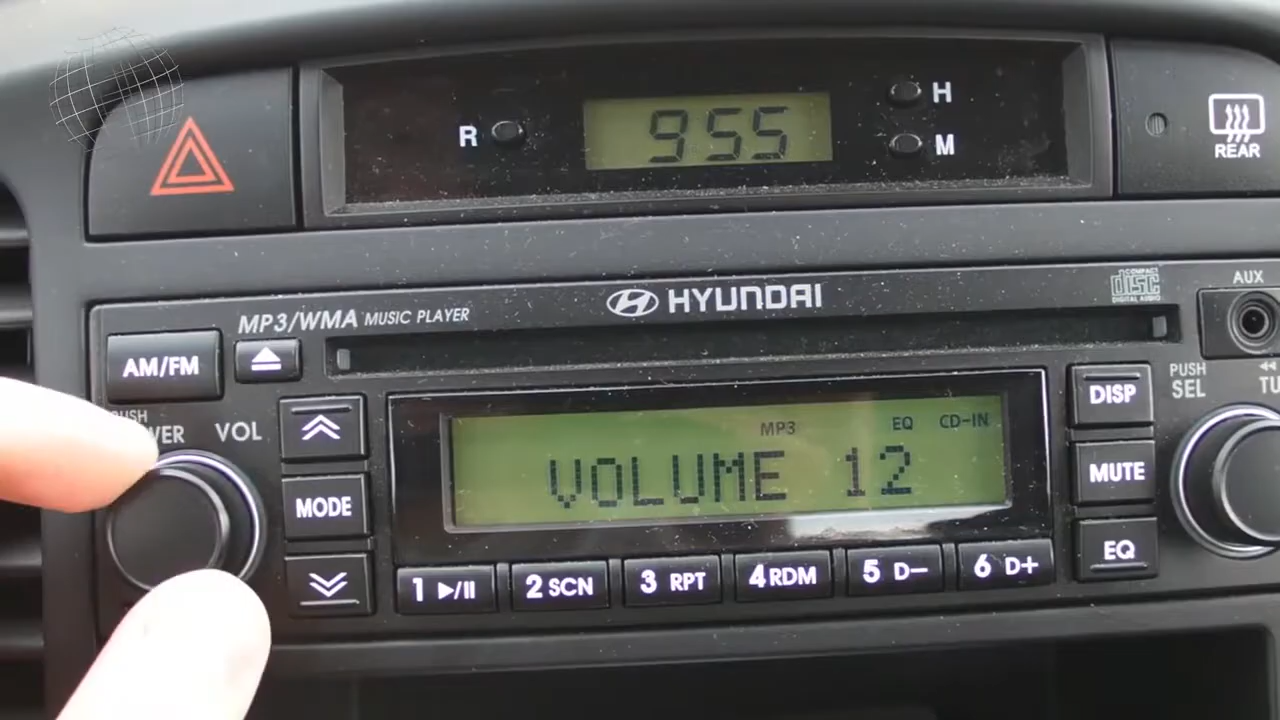 R 955 H
M
REAR
HYUNDAI
COMPACT
disc
DIGITAL AUDIO
AUX
MP3/WMA MUSIC PLAYER
AM/FM
PUSH
VOL
MODE
MP3 EQ CD-IN
VOLUME 12
DISP
MUTE
EQ
PUSH
SEL
1 ▶/II 2 SCN 3 RPT 4 RDM 5 D− 6 D+